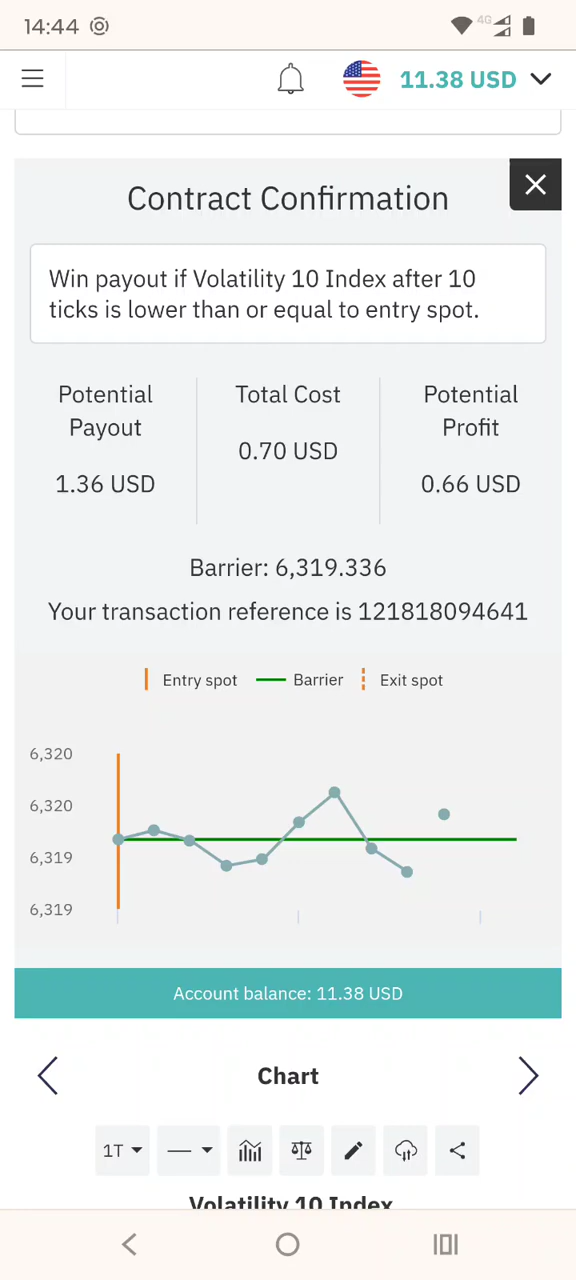 14:44
4G
11.38 USD
Contract Confirmation
Win payout if Volatility 10 Index after 10
ticks is lower than or equal to entry spot.
Potential
Payout
1.36 USD
Total Cost
0.70 USD
Potential
Profit
0.66 USD
Barrier: 6,319.336
Your transaction reference is 121818094641
Entry spot
Barrier
Exit spot
6,320
6,320
6,319
6,319
Account balance: 11.38 USD
Chart
1T
Volatility 10 Index